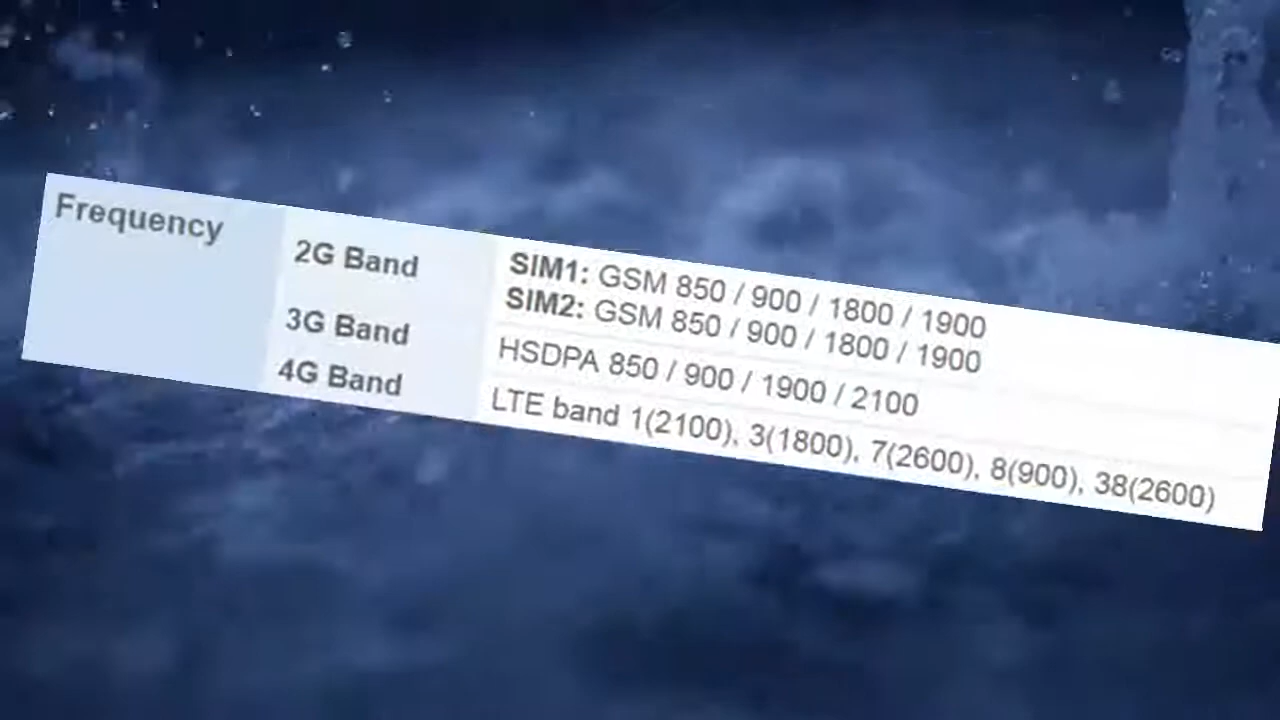 Frequency
2G Band
SIM1: GSM 850 / 900 / 1800 / 1900
SIM2: GSM 850 / 900 / 1800 / 1900
3G Band
HSDPA 850 / 900 / 1900 / 2100
4G Band
LTE band 1(2100), 3(1800), 7(2600), 8(900), 38(2600)